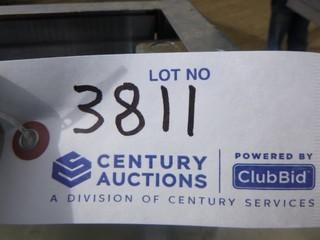 LOT NO
3811
CENTURY AUCTIONS
POWERED BY
ClubBid
A DIVISION OF CENTURY SERVICES